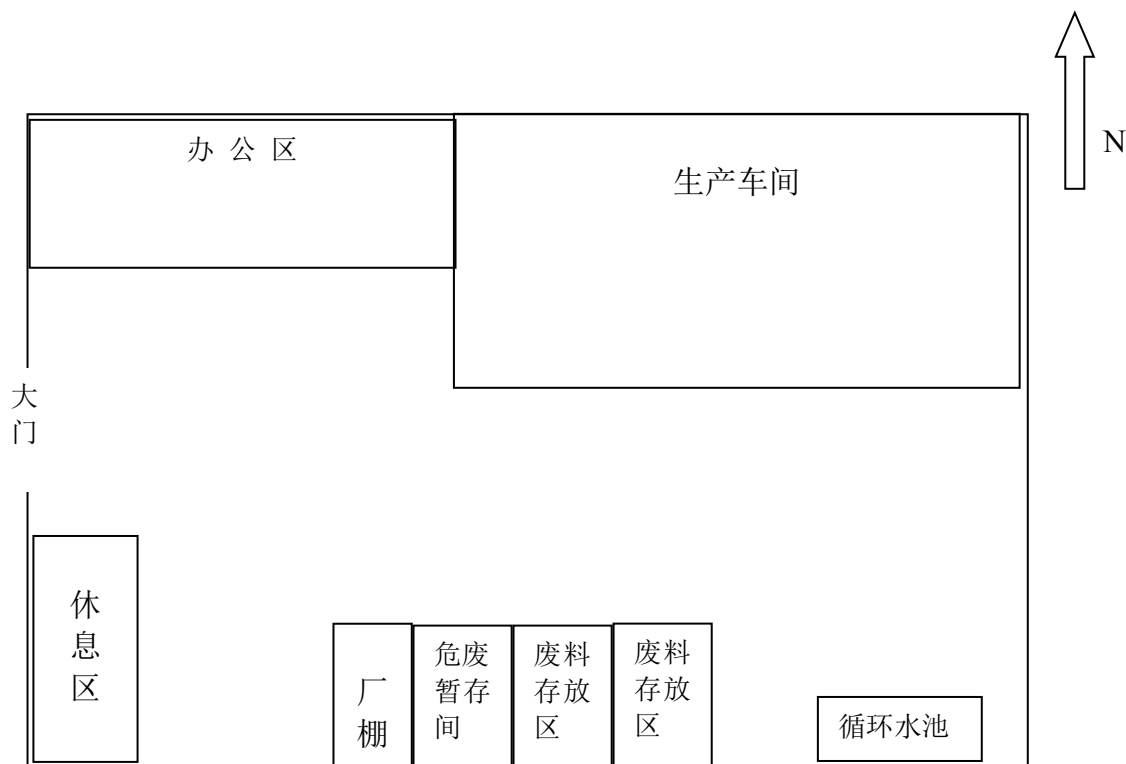 N
办 公 区
生产车间
大
门
休
息
区
厂
棚
危废
暂存
间
废料
存放
区
废料
存放
区
循环水池